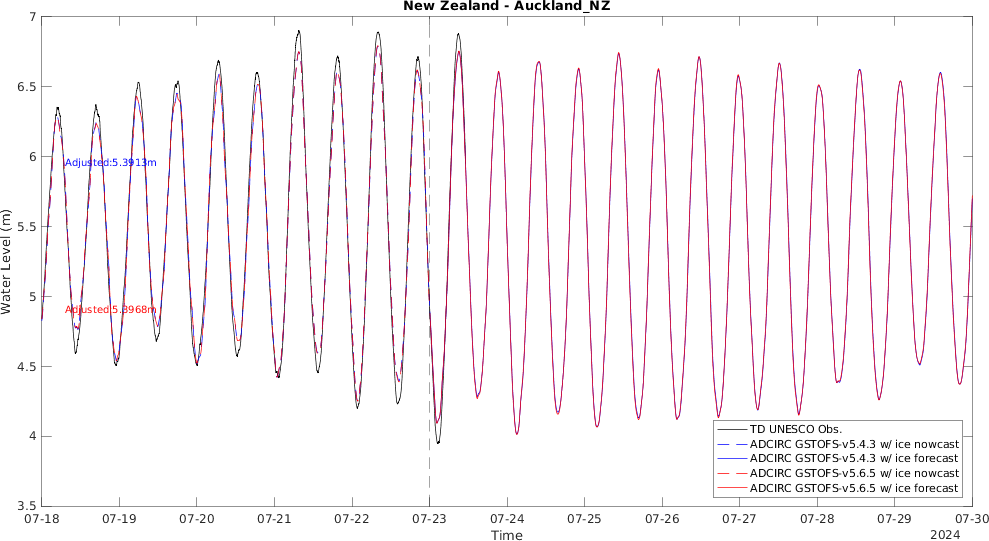 New Zealand - Auckland_NZ
Water Level (m)
7
6.5
6
5.5
5
4.5
4
3.5
Adjusted:5.3913m
Adjusted:5.3968m
TD UNESCO Obs.
ADCIRC GSTOFS-v5.4.3 w/ ice nowcast
ADCIRC GSTOFS-v5.4.3 w/ ice forecast
ADCIRC GSTOFS-v5.6.5 w/ ice nowcast
ADCIRC GSTOFS-v5.6.5 w/ ice forecast
07-18 07-19 07-20 07-21 07-22 07-23 07-24 07-25 07-26 07-27 07-28 07-29 07-30
Time
2024